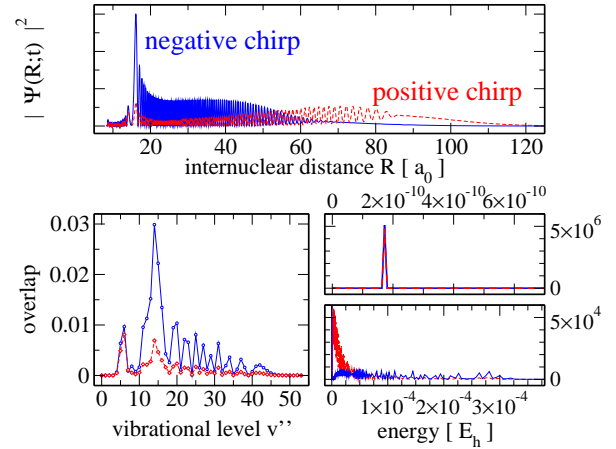 | Ψ(R;t) |²
negative chirp
positive chirp
20 40 60 80 100 120
internuclear distance R [ a₀ ]
0 2×10⁻¹⁰ 4×10⁻¹⁰ 6×10⁻¹⁰
0.03
0.02
0.01
0
overlap
0 10 20 30 40 50
vibrational level v’’
5×10⁶
0
5×10⁴
0
0 1×10⁻⁴ 2×10⁻⁴ 3×10⁻⁴
energy [ Eₕ ]